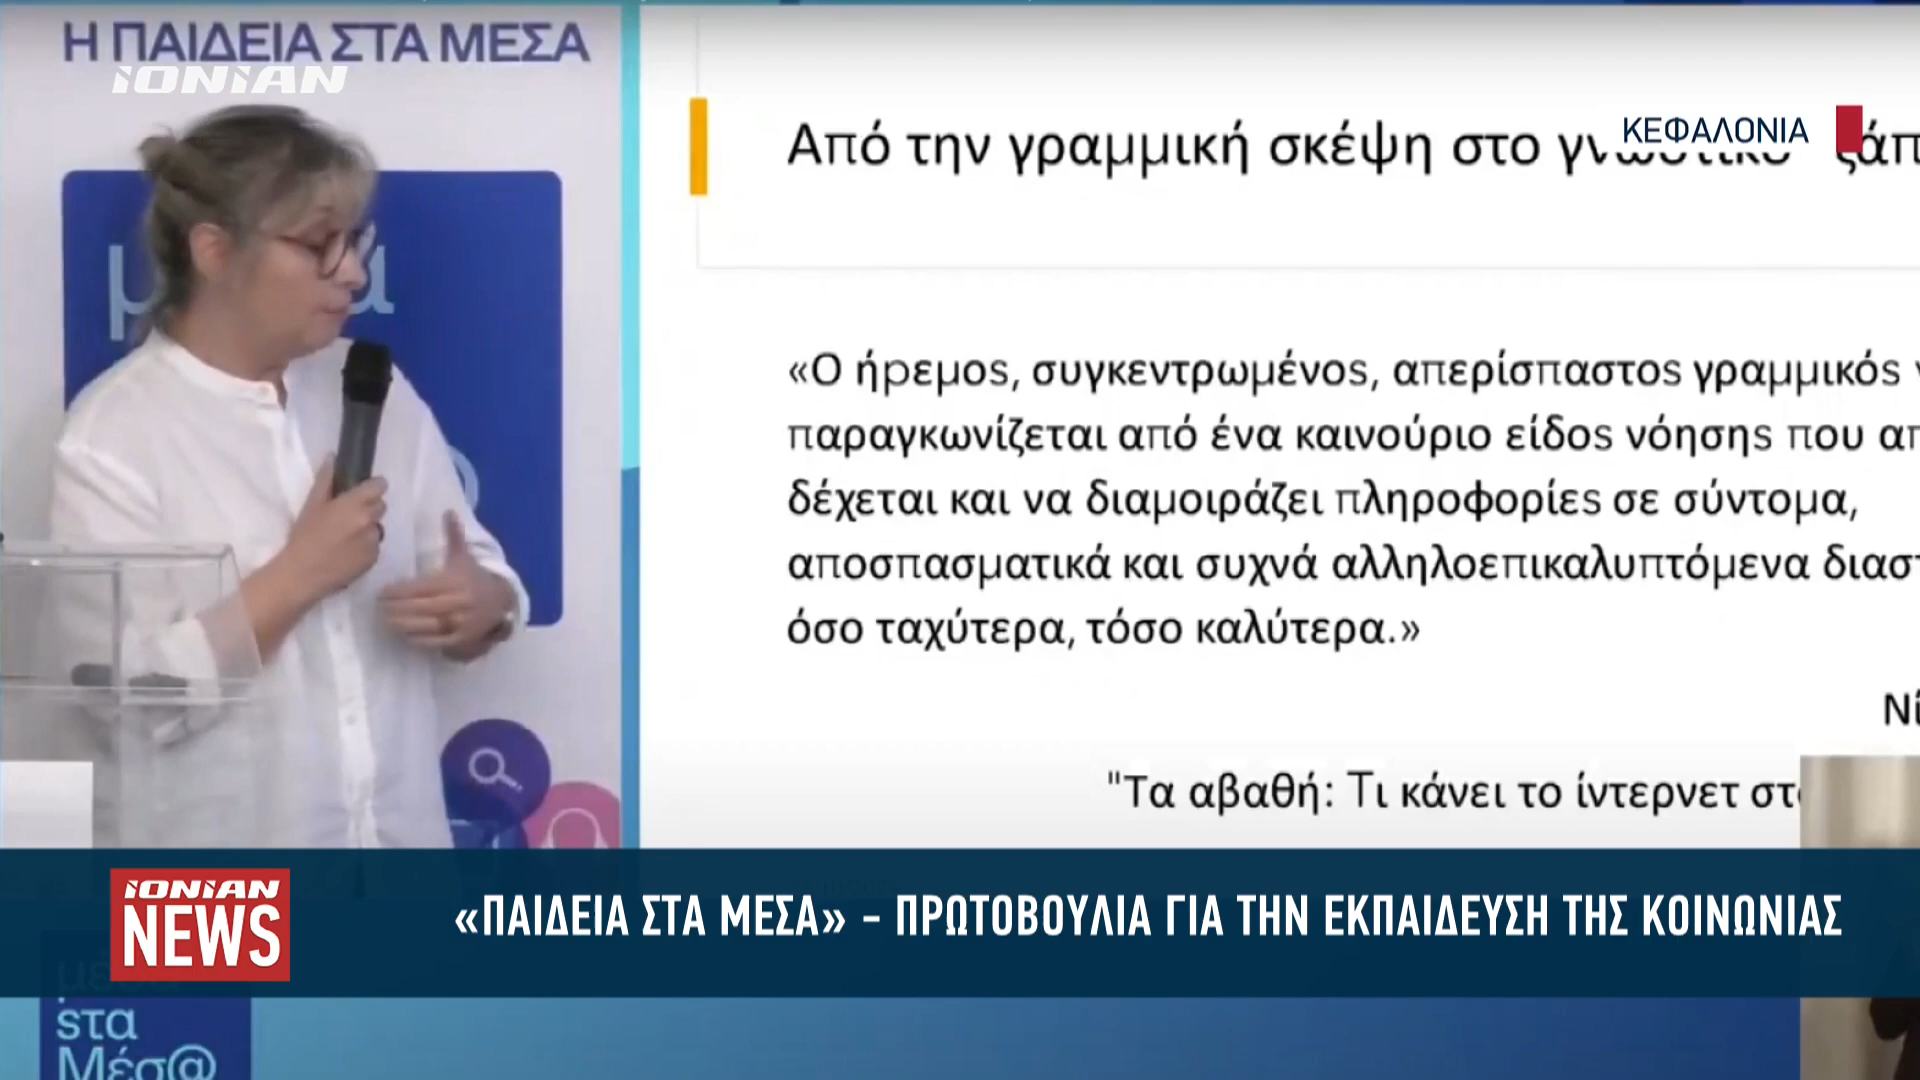 Η ΠΑΙΔΕΙΑ ΣΤΑ ΜΕΣΑ
IONIAN
ΚΕΦΑΛΟΝΙΑ
Από την γραμμική σκέψη στο
«Ο ήρεμος, συγκεντρωμένος, απερίσπαστος γραμμικός
παραγκωνίζεται από ένα καινούριο είδος νόησης που
δέχεται και να διαμοιράζει πληροφορίες σε σύντομα,
αποσπασματικά και συχνά αλληλοεπικαλυπτόμενα
όσο ταχύτερα, τόσο καλύτερα.»
"Τα αβαθή: Τι κάνει το ίντερνετ
IONIAN
NEWS
«ΠΑΙΔΕΙΑ ΣΤΑ ΜΕΣΑ» – ΠΡΩΤΟΒΟΥΛΙΑ ΓΙΑ ΤΗΝ ΕΚΠΑΙΔΕΥΣΗ ΤΗΣ ΚΟΙΝΩΝΙΑΣ
στα
Μέσ@